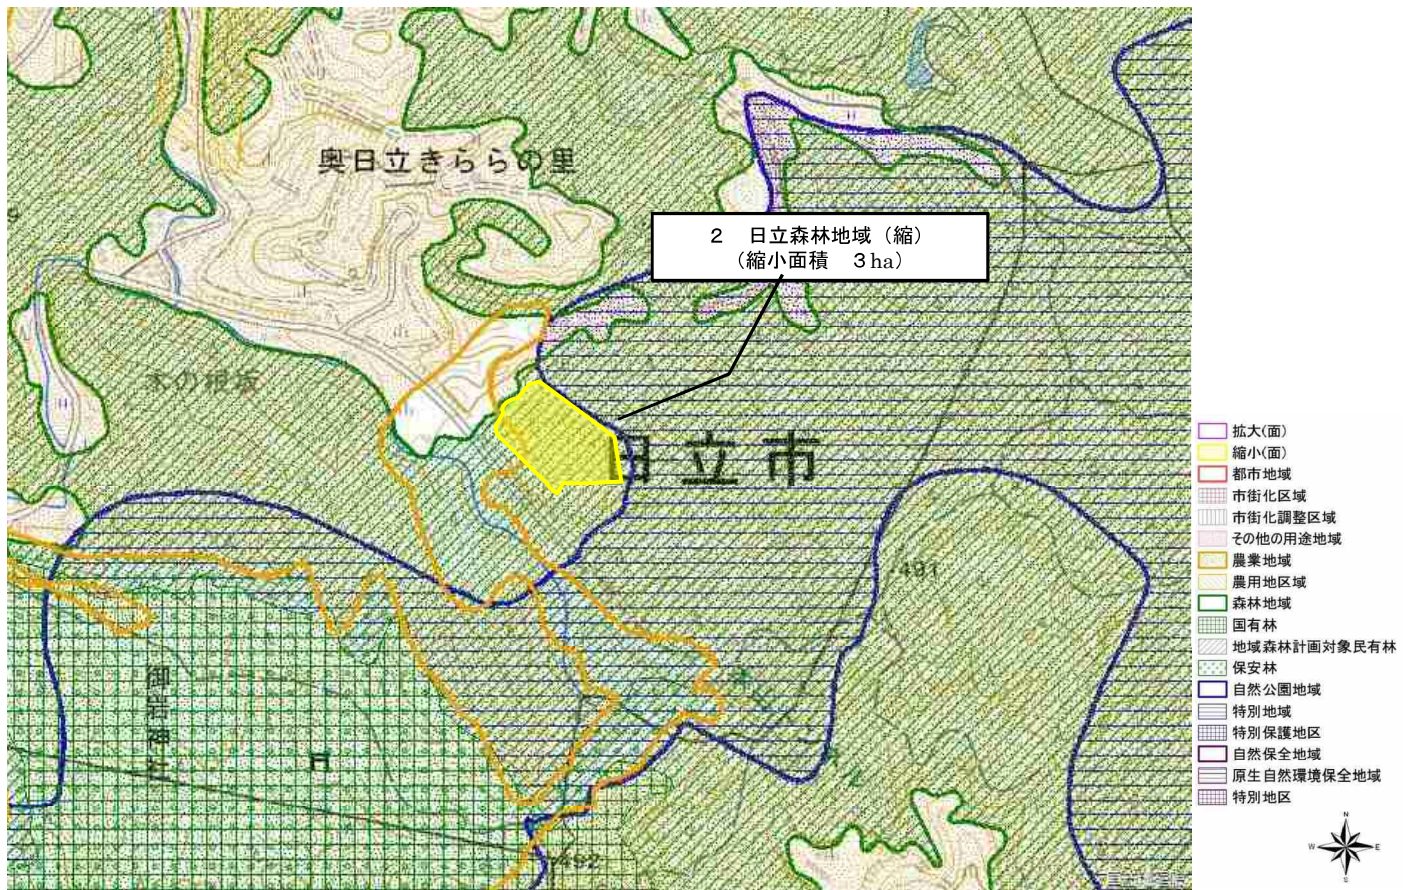 奥日立きららの里
2　日立森林地域（縮）
（縮小面積　3ha）
木の根坂
日立市
491
御岩神社
492
拡大(面)
縮小(面)
都市地域
市街化区域
市街化調整区域
その他の用途地域
農業地域
農用地区域
森林地域
国有林
地域森林計画対象民有林
保安林
自然公園地域
特別地域
特別保護地区
自然保全地域
原生自然環境保全地域
特別地区
N
W
E
S